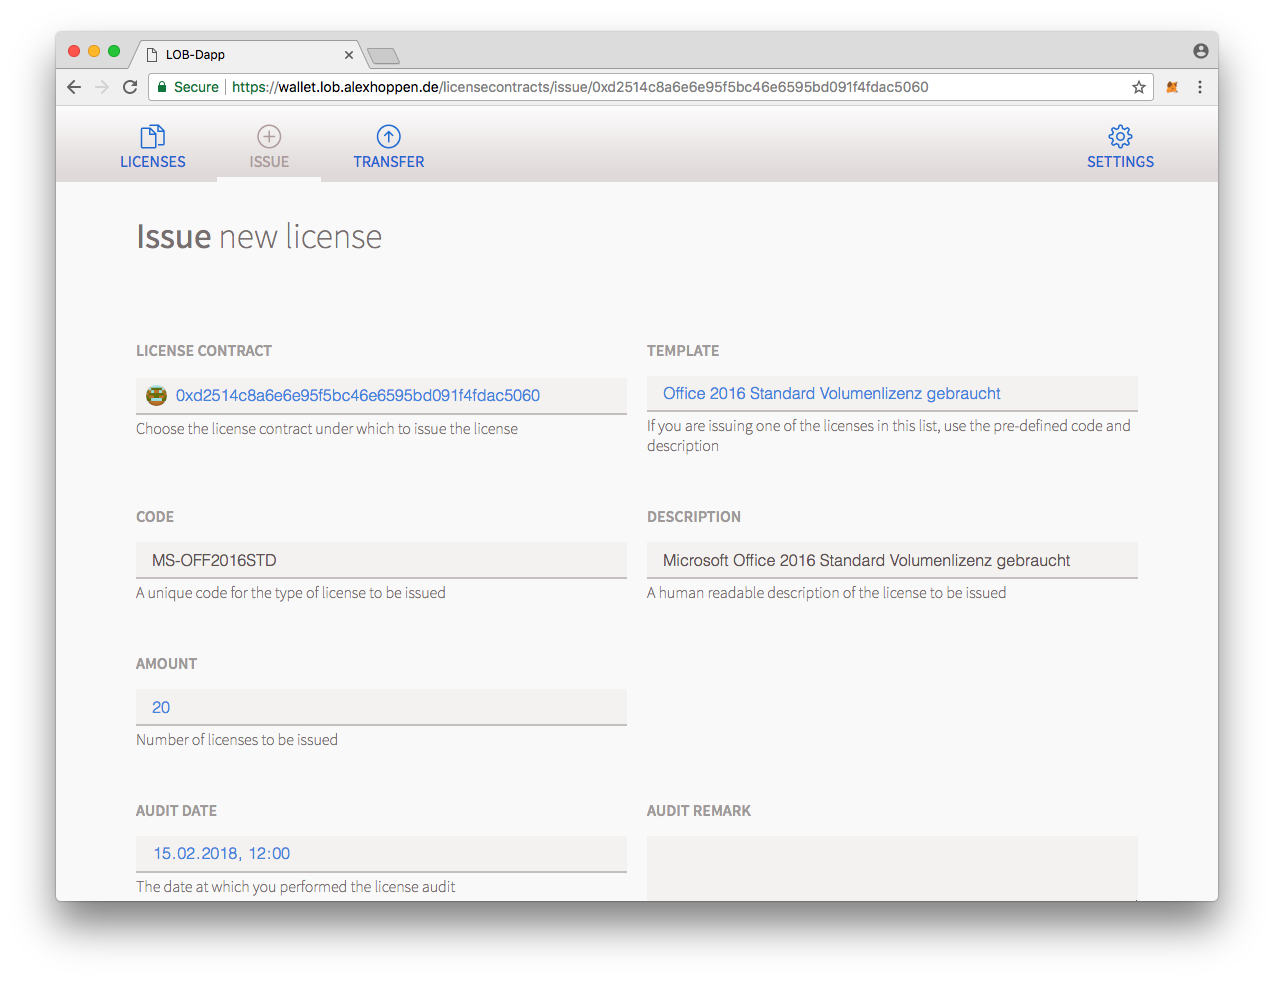 LOB-Dapp
Secure https://wallet.lob.alexhoppen.de/licensecontracts/issue/0xd2514c8a6e6e95f5bc46e6595bd091f4fdac5060
LICENSES ISSUE TRANSFER SETTINGS
Issue new license
LICENSE CONTRACT
0xd2514c8a6e6e95f5bc46e6595bd091f4fdac5060
Choose the license contract under which to issue the license
TEMPLATE
Office 2016 Standard Volumenlizenz gebraucht
If you are issuing one of the licenses in this list, use the pre-defined code and
description
CODE
MS-OFF2016STD
A unique code for the type of license to be issued
DESCRIPTION
Microsoft Office 2016 Standard Volumenlizenz gebraucht
A human readable description of the license to be issued
AMOUNT
20
Number of licenses to be issued
AUDIT DATE
15.02.2018, 12:00
The date at which you performed the license audit
AUDIT REMARK